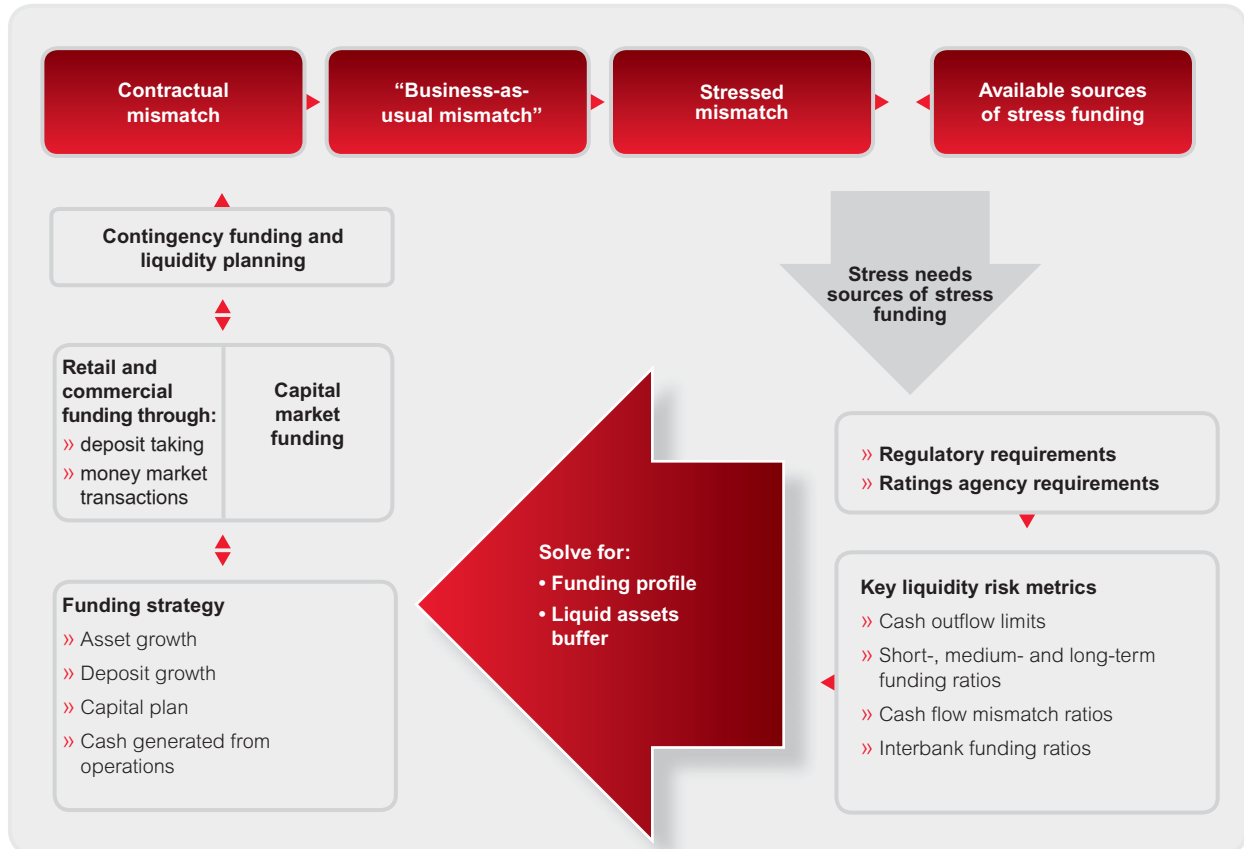 Contractual
mismatch
“Business-as-
usual mismatch”
Stressed
mismatch
Available sources
of stress funding
Contingency funding and
liquidity planning
Stress needs
sources of stress
funding
Retail and
commercial
funding through:
» deposit taking
» money market
transactions
Capital
market
funding
» Regulatory requirements
» Ratings agency requirements
Solve for:
• Funding profile
• Liquid assets
buffer
Funding strategy
» Asset growth
» Deposit growth
» Capital plan
» Cash generated from
operations
Key liquidity risk metrics
» Cash outflow limits
» Short-, medium- and long-term
funding ratios
» Cash flow mismatch ratios
» Interbank funding ratios